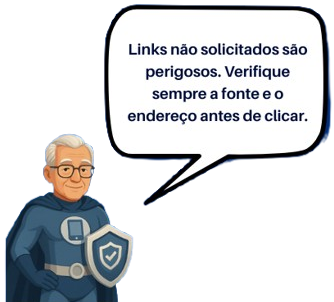 Links não solicitados são
perigosos. Verifique
sempre a fonte e o
endereço antes de clicar.